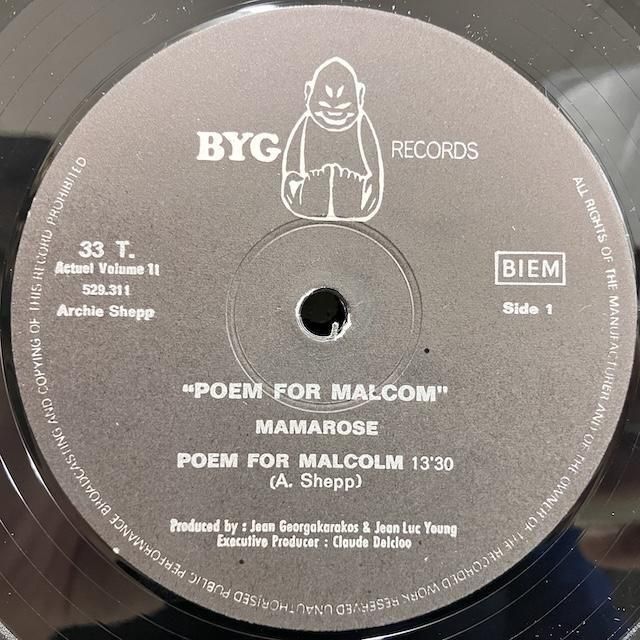 BYG RECORDS
33 T.
Actuel Volume 11
529.311
Archie Shepp
BIEM
Side 1
"POEM FOR MALCOM"
MAMAROSE
POEM FOR MALCOLM 13'30
(A. Shepp)
Produced by : Jean Georgakarakos & Jean Luc Young
Executive Producer : Claude Delcloo
ALL RIGHTS OF THE MANUFACTURER AND OF THE OWNER OF THE RECORDED WORK RESERVED UNAUTHORISED PUBLIC PERFORMANCE BROADCASTING AND COPYING OF THIS RECORD PROHIBITED